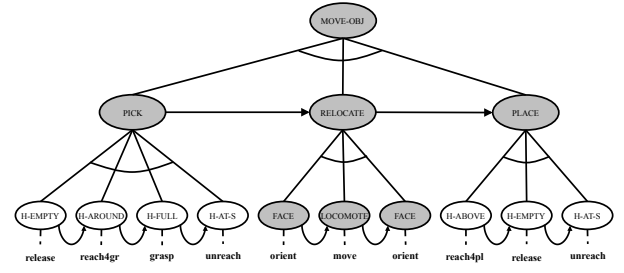 MOVE-OBJ
PICK RELOCATE PLACE
H-EMPTY H-AROUND H-FULL H-AT-S FACE LOCOMOTE FACE H-ABOVE H-EMPTY H-AT-S
release reach4gr grasp unreach orient move orient reach4pl release unreach